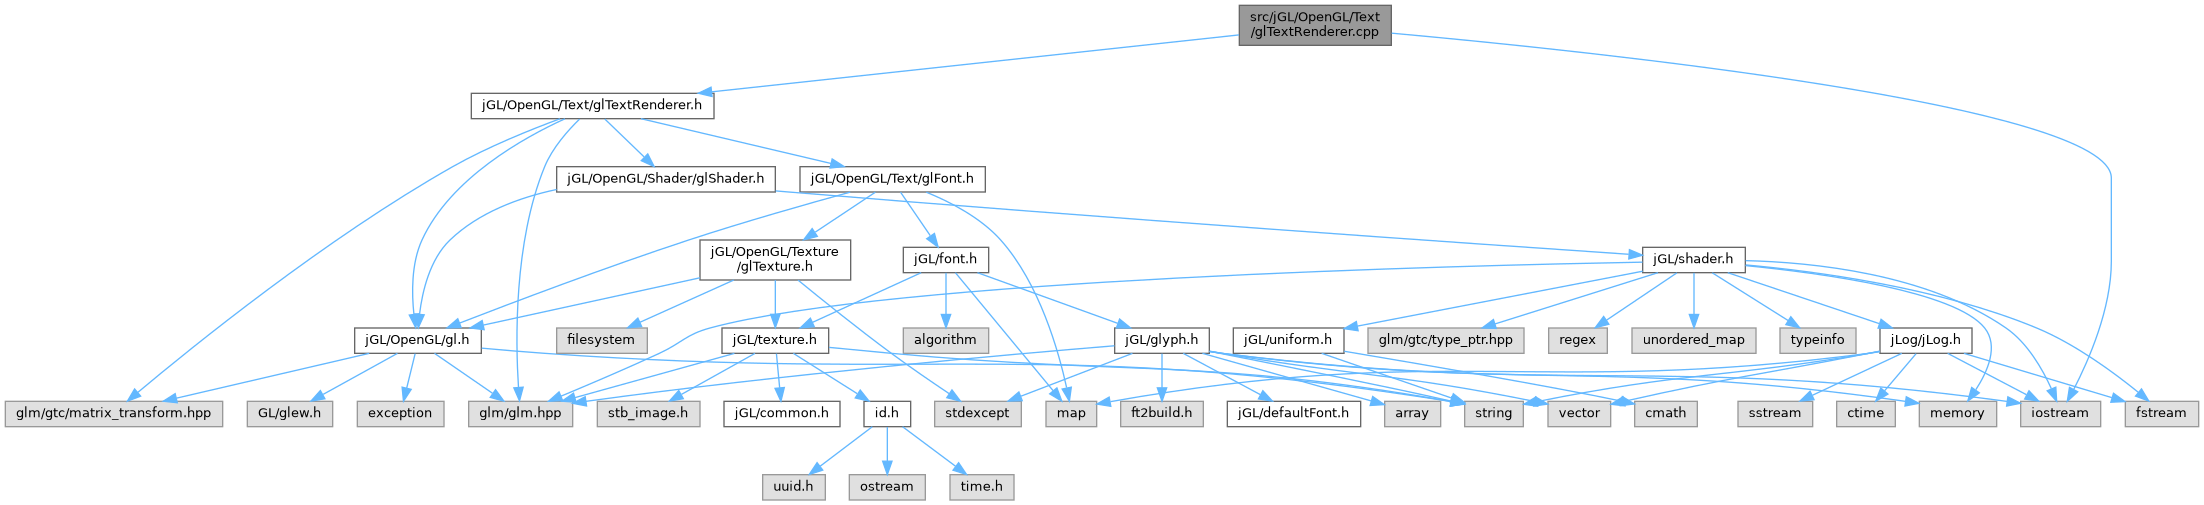 src/jGL/OpenGL/Text
/glTextRenderer.cpp
jGL/OpenGL/Text/glTextRenderer.h
jGL/OpenGL/Shader/glShader.h
jGL/OpenGL/Text/glFont.h
jGL/OpenGL/Texture
/glTexture.h
jGL/font.h
jGL/shader.h
jGL/OpenGL/gl.h
filesystem
jGL/texture.h
algorithm
jGL/glyph.h
jGL/uniform.h
glm/gtc/type_ptr.hpp
regex
unordered_map
typeinfo
jLog/jLog.h
glm/gtc/matrix_transform.hpp
GL/glew.h
exception
glm/glm.hpp
stb_image.h
jGL/common.h
id.h
stdexcept
map
ft2build.h
jGL/defaultFont.h
array
string
vector
cmath
sstream
ctime
memory
iostream
fstream
uuid.h
ostream
time.h